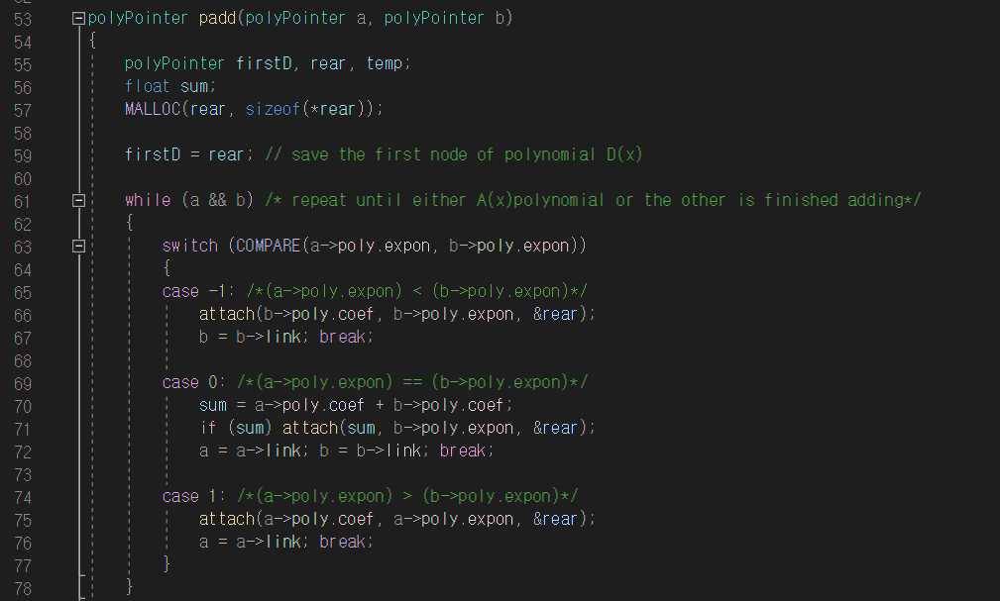 53 polyPointer padd(polyPointer a, polyPointer b)
54 {
55 polyPointer firstD, rear, temp;
56 float sum;
57 MALLOC(rear, sizeof(*rear));
58
59 firstD = rear; // save the first node of polynomial D(x)
60
61 while (a && b) /* repeat until either A(x)polynomial or the other is finished adding*/
62 {
63 switch (COMPARE(a->poly.expon, b->poly.expon))
64 {
65 case -1: /*(a->poly.expon) < (b->poly.expon)*/
66 attach(b->poly.coef, b->poly.expon, &rear);
67 b = b->link; break;
68
69 case 0: /*(a->poly.expon) == (b->poly.expon)*/
70 sum = a->poly.coef + b->poly.coef;
71 if (sum) attach(sum, b->poly.expon, &rear);
72 a = a->link; b = b->link; break;
73
74 case 1: /*(a->poly.expon) > (b->poly.expon)*/
75 attach(a->poly.coef, a->poly.expon, &rear);
76 a = a->link; break;
77 }
78 }